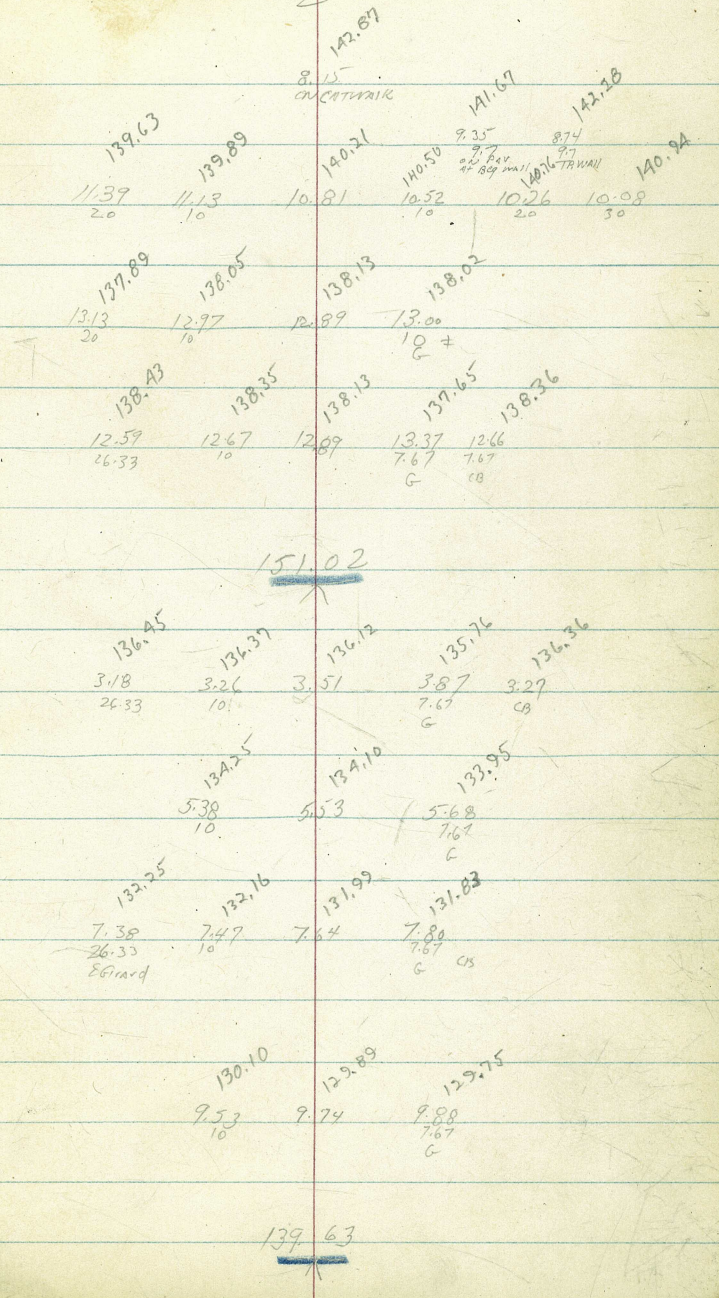 142.87
8.15
ON CATWALK
141.67 142.28
139.63 139.89 140.21 140.50 140.76 140.94
9.35 8.74
9.7 9.7
on Pav TP Wall
At Beg Wall
11.39 11.13 10.81 10.52 10.26 10.08
20 10 10 20 30
137.89 138.05 138.13 138.02
13.13 12.97 12.89 13.00
20 10 10 ±
G
138.43 138.35 138.13 137.65 138.36
12.59 12.67 12.89 13.37 12.66
26.33 10 7.67 7.67
G CB
151.02
136.45 136.37 136.12 135.76 136.36
3.18 3.26 3.51 3.87 3.27
26.33 10 7.67 CB
G
134.25 134.10 133.95
5.38 5.53 5.68
10 7.67
G
132.25 132.16 131.99 131.83
7.38 7.47 7.64 7.80
26.33 10 7.67
G CB
Girard
130.10 129.89 129.75
9.53 9.74 9.88
10 7.67
G
139.63